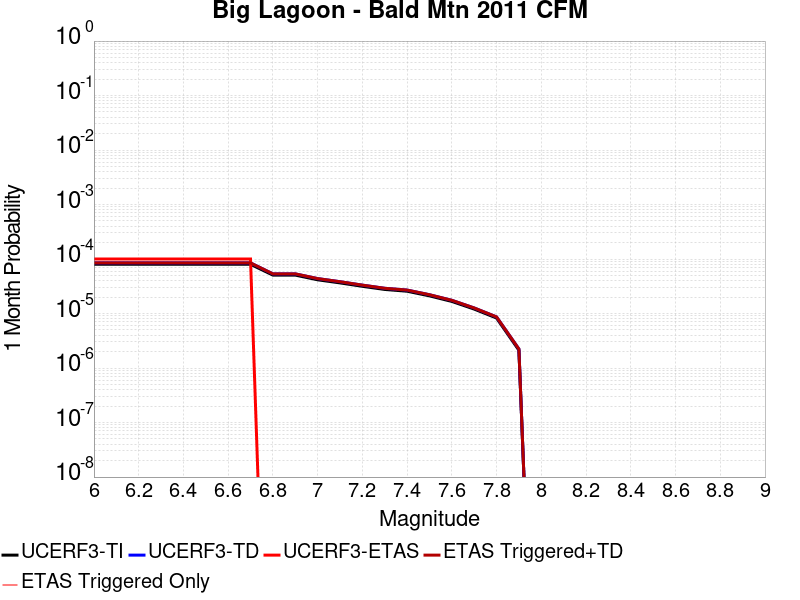 Big Lagoon - Bald Mtn 2011 CFM
10^0
10^-1
10^-2
10^-3
10^-4
10^-5
10^-6
10^-7
10^-8
1 Month Probability
6 6.2 6.4 6.6 6.8 7 7.2 7.4 7.6 7.8 8 8.2 8.4 8.6 8.8 9
Magnitude
UCERF3-TI UCERF3-TD UCERF3-ETAS ETAS Triggered+TD
ETAS Triggered Only